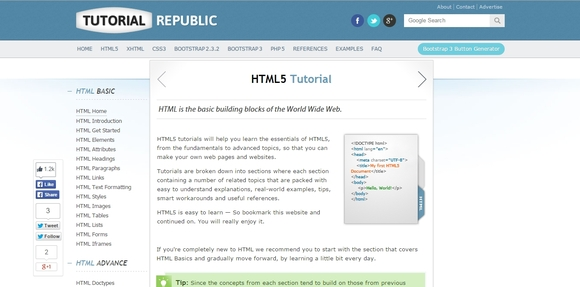 About | Contact | Advertise
TUTORIAL REPUBLIC
Google Search
HOME HTML5 XHTML CSS3 BOOTSTRAP 2.3.2 BOOTSTRAP 3 PHP 5 REFERENCES EXAMPLES FAQ
Bootstrap 3 Button Generator
HTML BASIC
HTML Home
HTML Introduction
HTML Get Started
HTML Elements
HTML Attributes
HTML Headings
HTML Paragraphs
HTML Links
HTML Text Formatting
HTML Styles
HTML Images
HTML Tables
HTML Lists
HTML Forms
HTML Iframes
HTML ADVANCE
HTML Doctypes
1.2k
Like
Share
3
Tweet
Follow
2
g+1
HTML5 Tutorial
HTML is the basic building blocks of the World Wide Web.
HTML5 tutorials will help you learn the essentials of HTML5,
from the fundamentals to advanced topics, so that you can
make your own web pages and websites.
Tutorials are broken down into sections where each section
containing a number of related topics that are packed with
easy to understand explanations, real-world examples, tips,
smart workarounds and useful references.
HTML5 is easy to learn — So bookmark this website and
continued on. You will really enjoy it.
<!DOCTYPE html>
<html lang="en">
<head>
<meta charset="UTF-8">
<title>My first HTML5
Document</title>
</head>
<body>
<p>Hello, World!</p>
</body>
</html>
HTML5
If you're completely new to HTML we recommend you to start with the section that covers
HTML Basics and gradually move forward, by learning a little bit every day.
Tip: Since the concepts from each section tend to build on those from previous